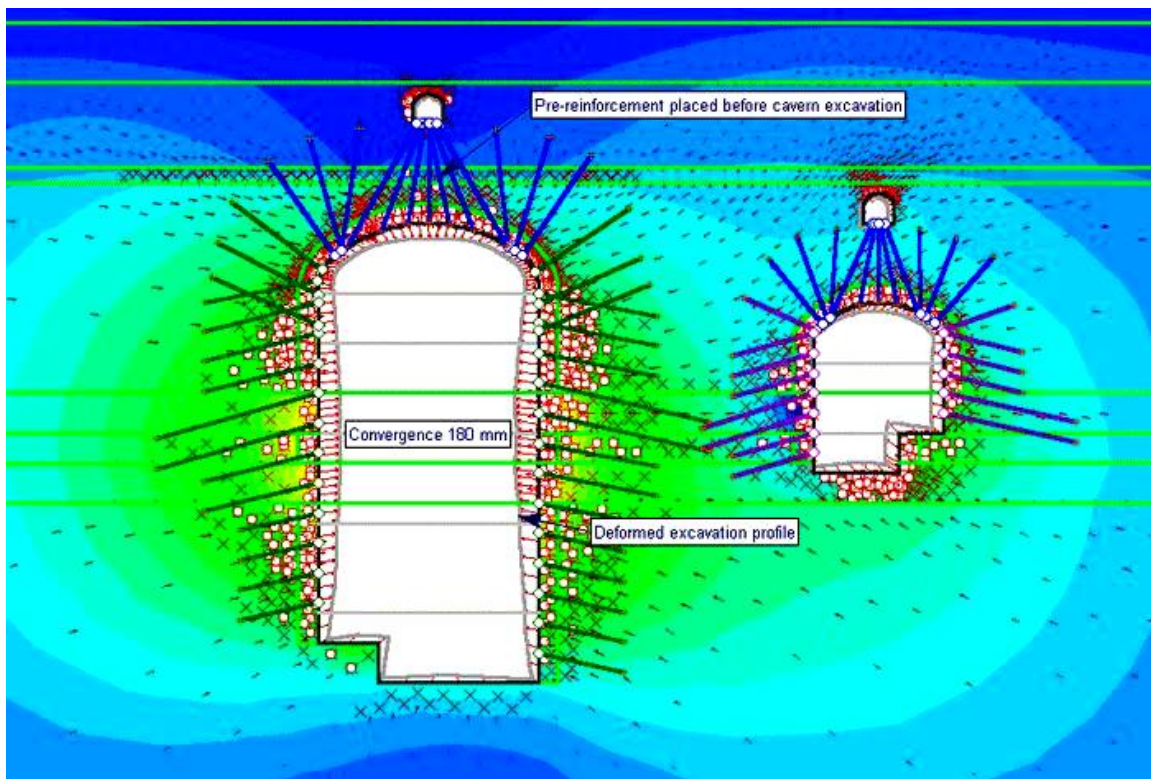 Pre-reinforcement placed before cavern excavation
Convergence 180 mm
Deformed excavation profile